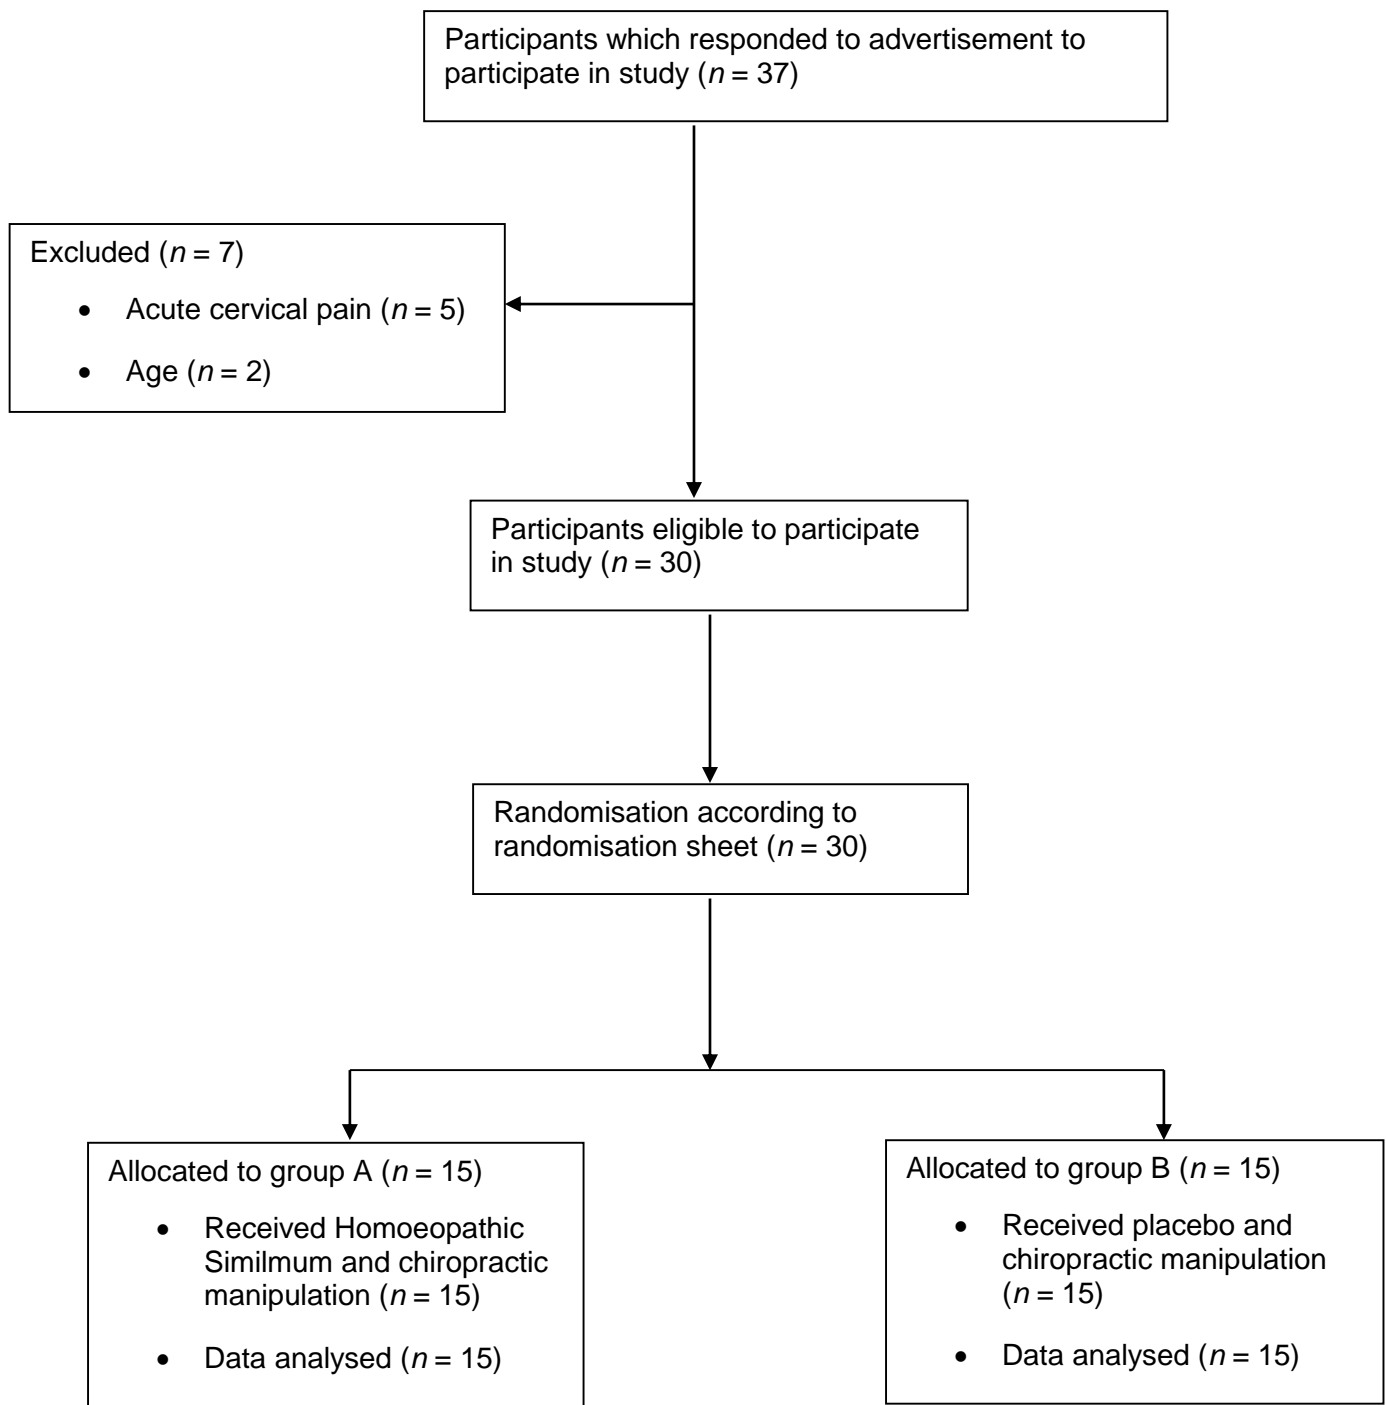 Participants which responded to advertisement to
participate in study (n = 37)
Excluded (n = 7)
• Acute cervical pain (n = 5)
• Age (n = 2)
Participants eligible to participate
in study (n = 30)
Randomisation according to
randomisation sheet (n = 30)
Allocated to group A (n = 15)
• Received Homoeopathic
Similmum and chiropractic
manipulation (n = 15)
• Data analysed (n = 15)
Allocated to group B (n = 15)
• Received placebo and
chiropractic manipulation
(n = 15)
• Data analysed (n = 15)